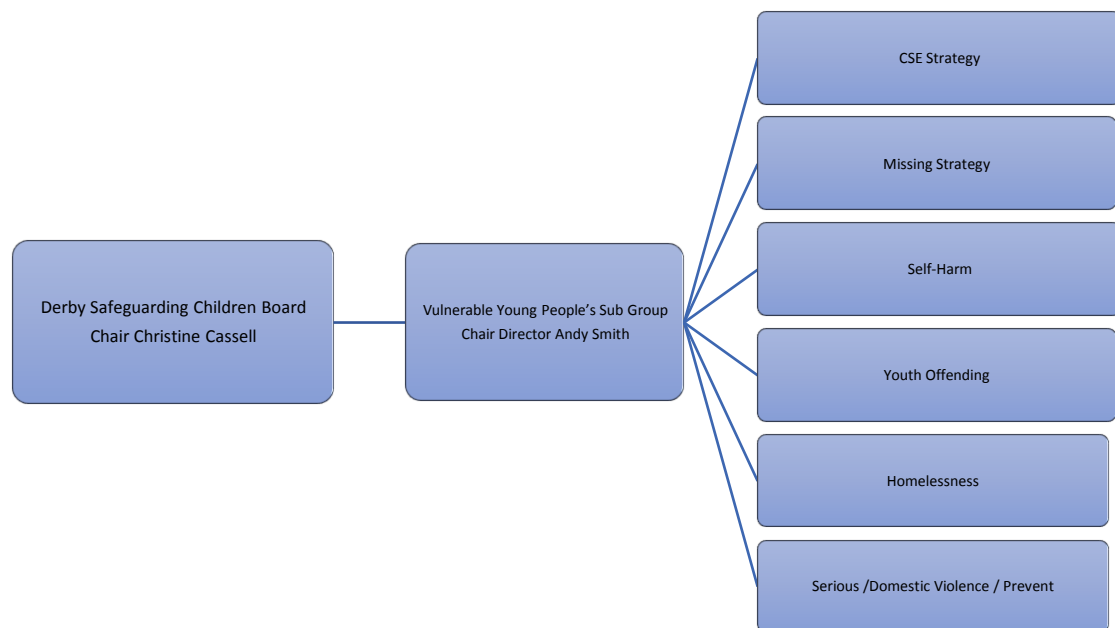 Derby Safeguarding Children Board
Chair Christine Cassell
Vulnerable Young People’s Sub Group
Chair Director Andy Smith
CSE Strategy
Missing Strategy
Self-Harm
Youth Offending
Homelessness
Serious /Domestic Violence / Prevent